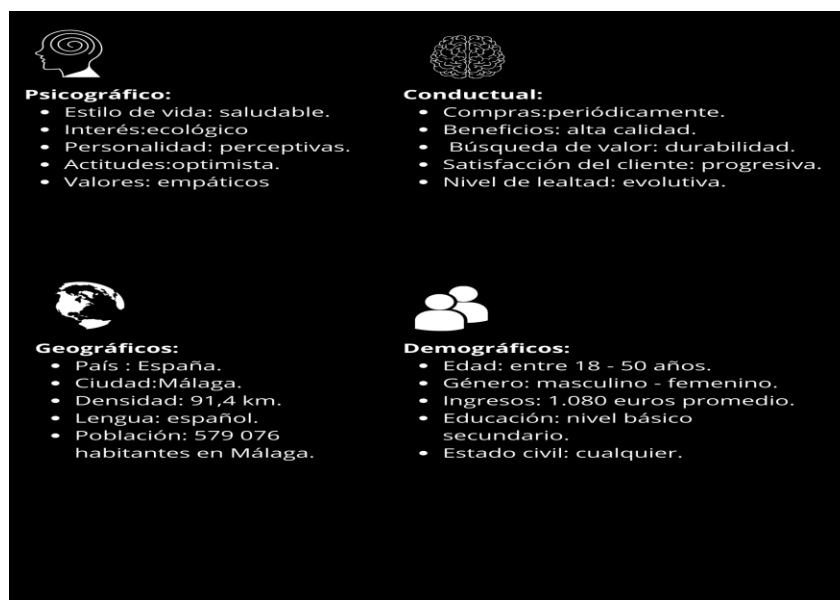 Psicográfico:
• Estilo de vida: saludable.
• Interés:ecológico
• Personalidad: perceptivas.
• Actitudes:optimista.
• Valores: empáticos
Conductual:
• Compras:periódicamente.
• Beneficios: alta calidad.
• Búsqueda de valor: durabilidad.
• Satisfacción del cliente: progresiva.
• Nivel de lealtad: evolutiva.
Geográficos:
• País : España.
• Ciudad:Málaga.
• Densidad: 91,4 km.
• Lengua: español.
• Población: 579 076
habitantes en Málaga.
Demográficos:
• Edad: entre 18 - 50 años.
• Género: masculino - femenino.
• Ingresos: 1.080 euros promedio.
• Educación: nivel básico
secundario.
• Estado civil: cualquier.